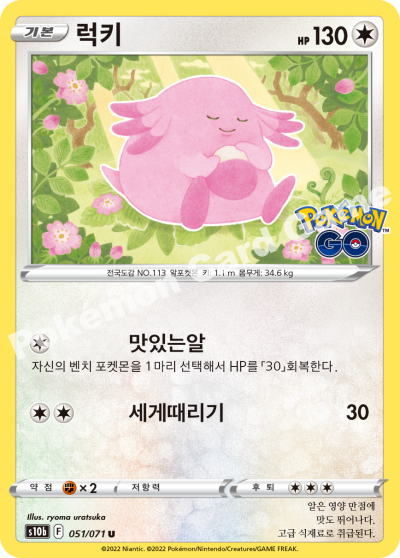 기본 럭키 HP 130
Pokémon GO
전국도감 NO.113 알포켓몬 키: 1.1 m 몸무게: 34.6 kg
맛있는알
자신의 벤치 포켓몬을 1마리 선택해서 HP를 「30」회복한다.
세게때리기 30
약점 ×2 저항력 후퇴
Illus. ryoma uratsuka
s10b F 051/071 U
알은 영양 만점에
맛도 뛰어나다.
고급 식재료로 취급된다.
©2022 Niantic. ©2022 Pokémon/Nintendo/Creatures/GAME FREAK.
Pokémon Card Game Online